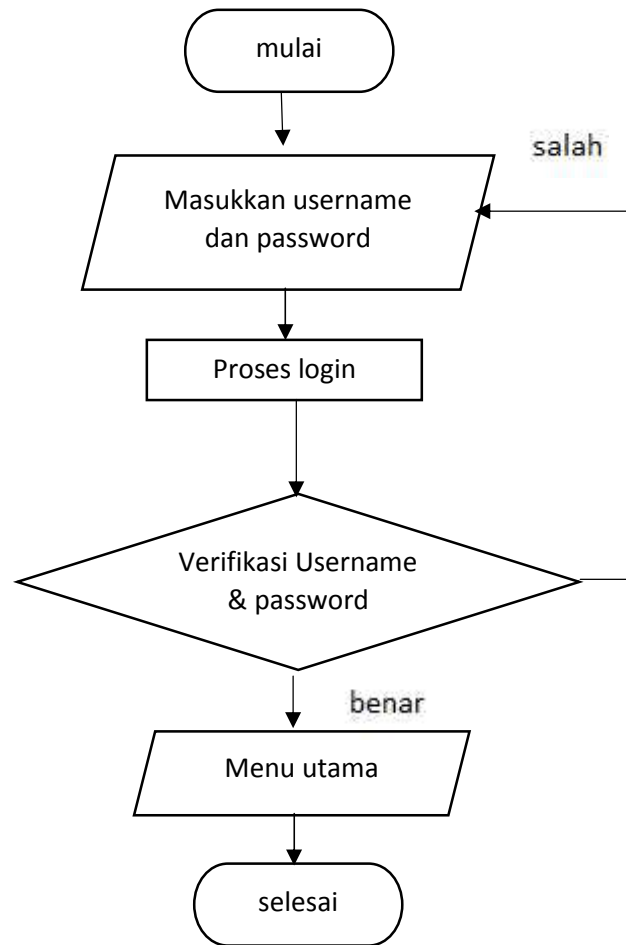 mulai
salah
Masukkan username
dan password
Proses login
Verifikasi Username
& password
benar
Menu utama
selesai